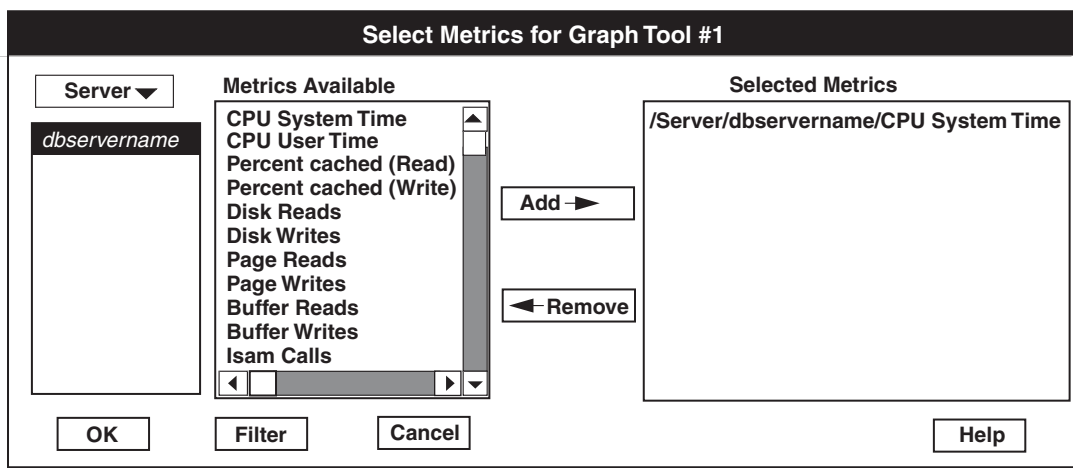 Select Metrics for Graph Tool #1
Server
Metrics Available
Selected Metrics
dbservername
CPU System Time
CPU User Time
Percent cached (Read)
Percent cached (Write)
Disk Reads
Disk Writes
Page Reads
Page Writes
Buffer Reads
Buffer Writes
Isam Calls
Add
Remove
/Server/dbservername/CPU System Time
OK
Filter
Cancel
Help